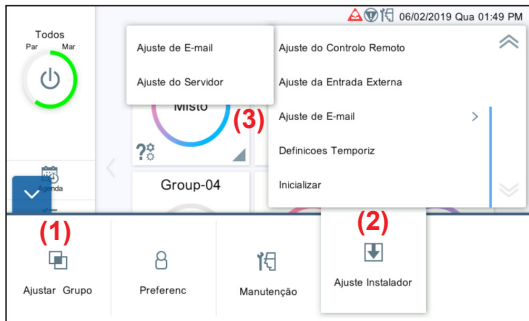 06/02/2019 Qua 01:49 PM
Todos
Par Mar
Ajuste de E-mail
Ajuste do Servidor
Ajuste do Controlo Remoto
Ajuste da Entrada Externa
Ajuste de E-mail >
Definicoes Temporiz
Inicializar
(3)
Misto
?
Group-04
(1)
(2)
Ajustar Grupo
Preferenc
Manutenção
Ajuste Instalador